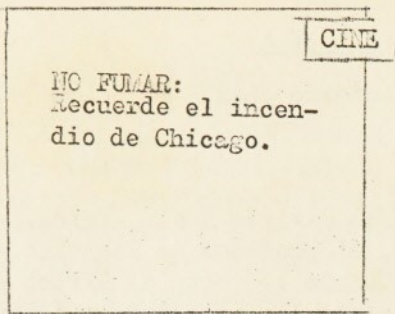 CINE
NO FUMAR:
Recuerde el incen-
dio de Chicago.